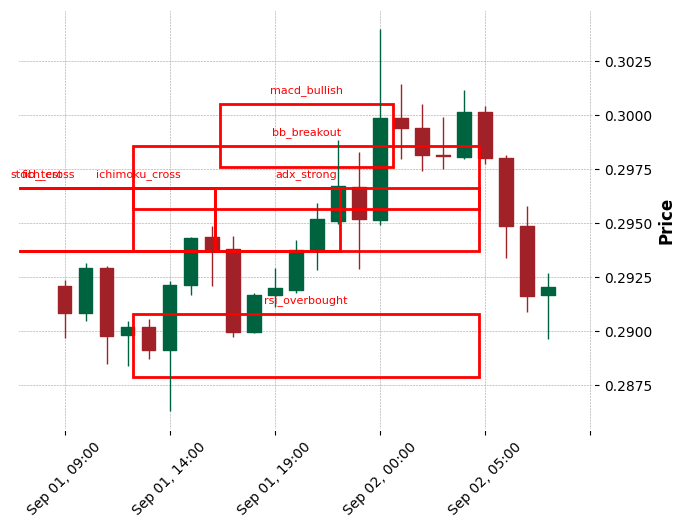 macd_bullish
bb_breakout
ichimoku_cross
adx_strong
rsi_overbought
0.3025
0.3000
0.2975
0.2950
0.2925
0.2900
0.2875
Price
Sep 01, 09:00
Sep 01, 14:00
Sep 01, 19:00
Sep 02, 00:00
Sep 02, 05:00